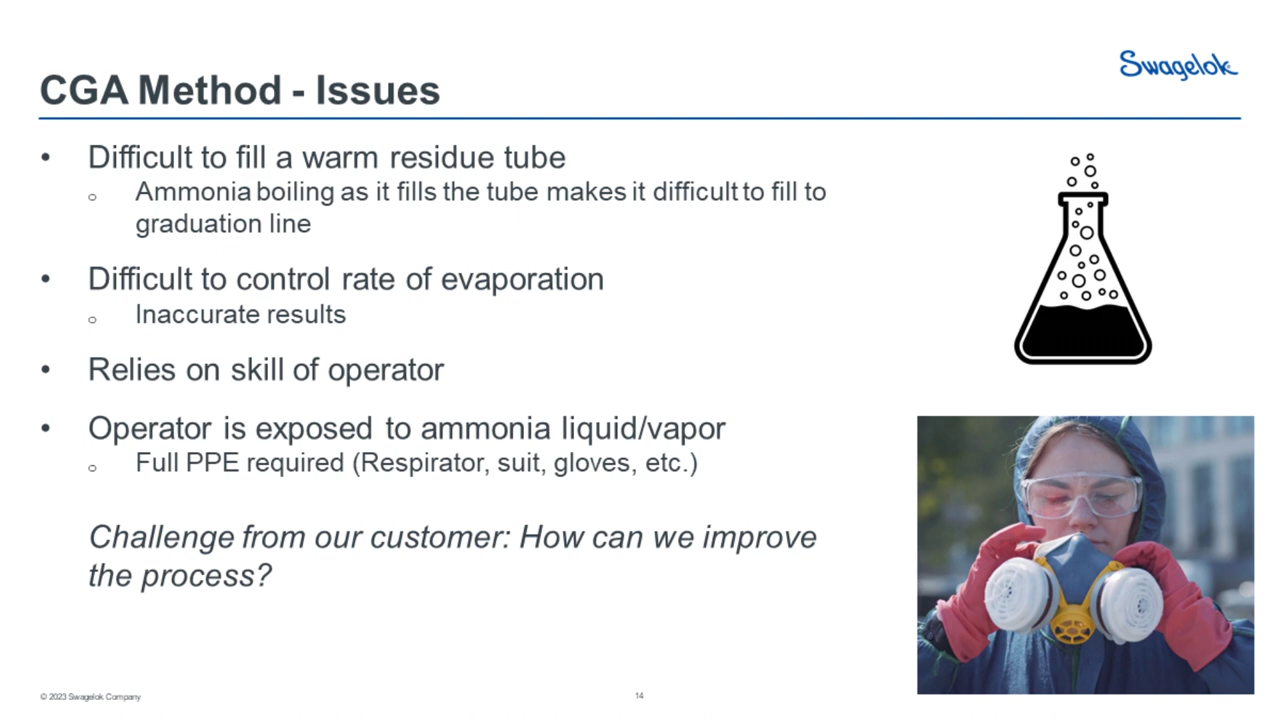 Swagelok
CGA Method - Issues
• Difficult to fill a warm residue tube
o Ammonia boiling as it fills the tube makes it difficult to fill to
graduation line
• Difficult to control rate of evaporation
o Inaccurate results
• Relies on skill of operator
• Operator is exposed to ammonia liquid/vapor
o Full PPE required (Respirator, suit, gloves, etc.)
Challenge from our customer: How can we improve
the process?
© 2023 Swagelok Company
14